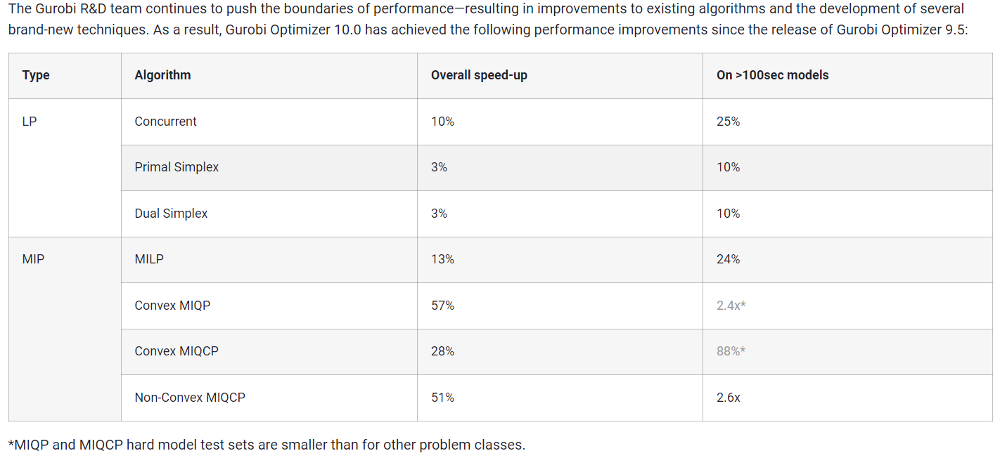 The Gurobi R&D team continues to push the boundaries of performance—resulting in improvements to existing algorithms and the development of several
brand-new techniques. As a result, Gurobi Optimizer 10.0 has achieved the following performance improvements since the release of Gurobi Optimizer 9.5:
Type Algorithm Overall speed-up On >100sec models
LP Concurrent 10% 25%
Primal Simplex 3% 10%
Dual Simplex 3% 10%
MIP MILP 13% 24%
Convex MIQP 57% 2.4x*
Convex MIQCP 28% 88%*
Non-Convex MIQCP 51% 2.6x
*MIQP and MIQCP hard model test sets are smaller than for other problem classes.